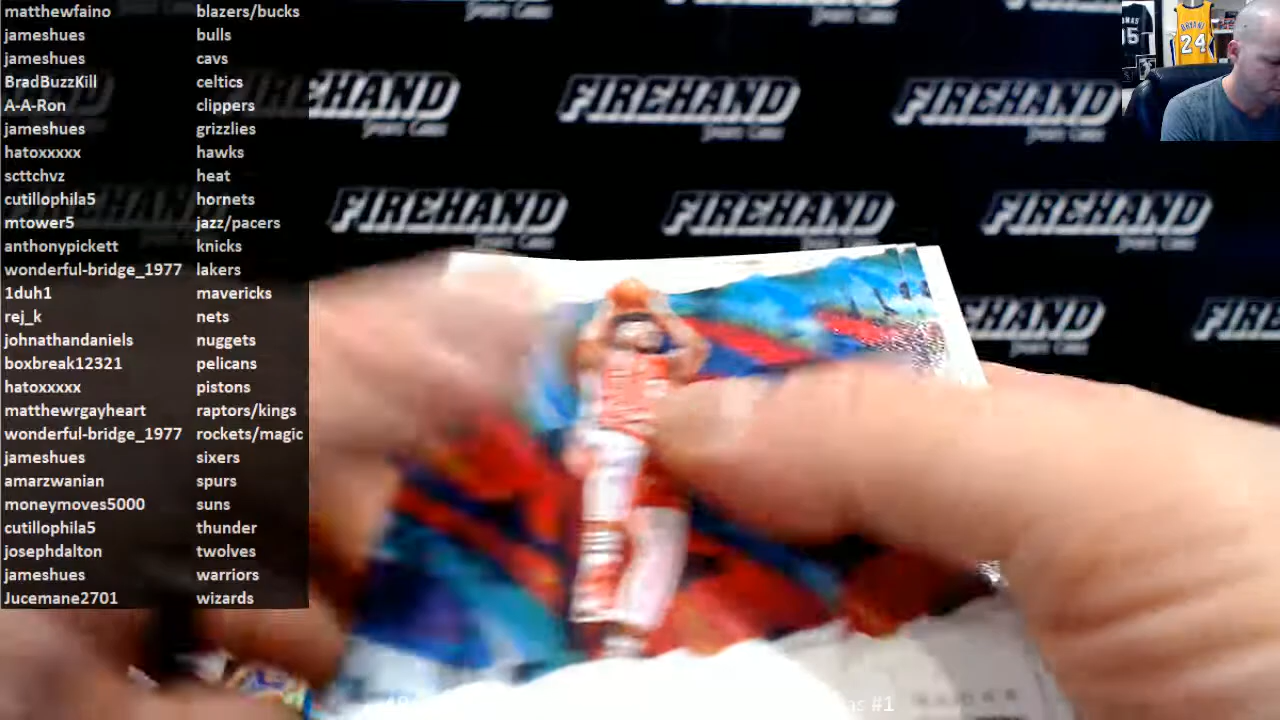 matthewfaino blazers/bucks
jameshues bulls
jameshues cavs
BradBuzzKill celtics
A-A-Ron clippers
jameshues grizzlies
hatoxxxxx hawks
scttchvz heat
cutillophila5 hornets
mtower5 jazz/pacers
anthonypickett knicks
wonderful-bridge_1977 lakers
1duh1 mavericks
rej_k nets
johnathandaniels nuggets
boxbreak12321 pelicans
hatoxxxxx pistons
matthewrgayheart raptors/kings
wonderful-bridge_1977 rockets/magic
jameshues sixers
amarzwanian spurs
moneymoves5000 suns
cutillophila5 thunder
josephdalton twolves
jameshues warriors
Jucemane2701 wizards
FIREHAND FIREHAND
FIREHAND FIREHAND FIREHAND
FIREHAND
BRYANT
24
#1